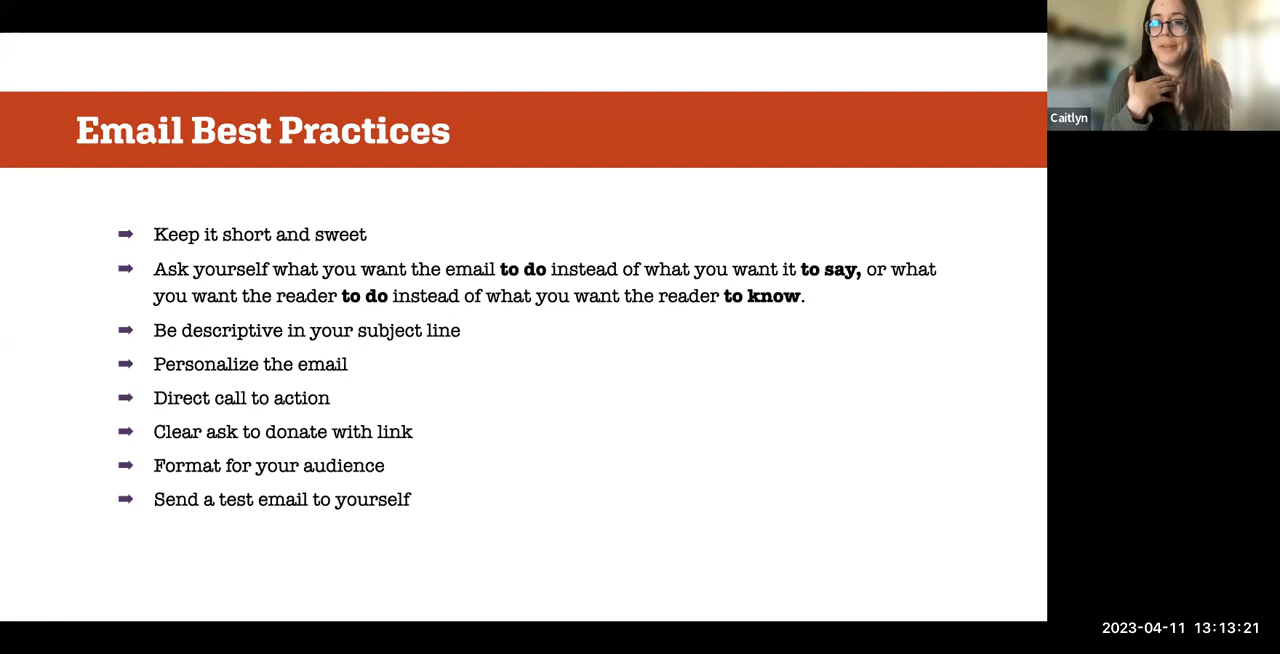 Email Best Practices
➡ Keep it short and sweet
➡ Ask yourself what you want the email to do instead of what you want it to say, or what
you want the reader to do instead of what you want the reader to know.
➡ Be descriptive in your subject line
➡ Personalize the email
➡ Direct call to action
➡ Clear ask to donate with link
➡ Format for your audience
➡ Send a test email to yourself
Caitlyn
2023-04-11 13:13:21